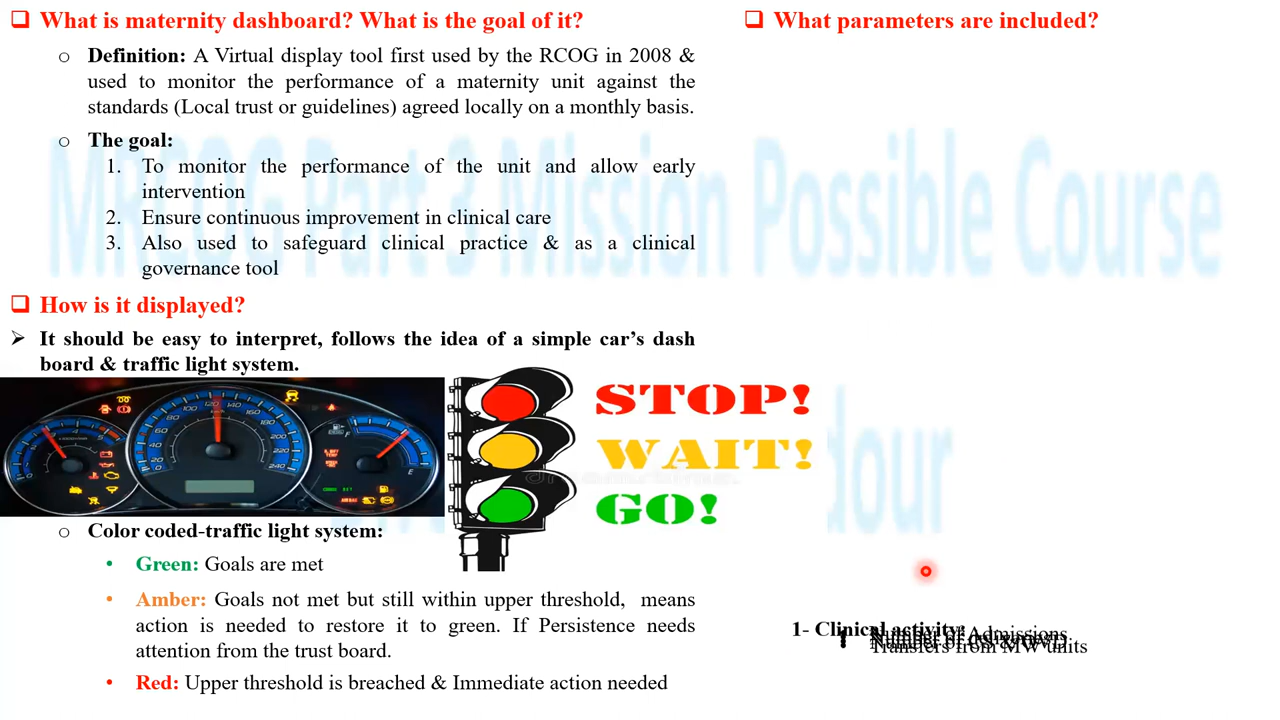 What is maternity dashboard? What is the goal of it?
Definition: A Virtual display tool first used by the RCOG in 2008 &
used to monitor the performance of a maternity unit against the
standards (Local trust or guidelines) agreed locally on a monthly basis.
The goal:
1. To monitor the performance of the unit and allow early
intervention
2. Ensure continuous improvement in clinical care
3. Also used to safeguard clinical practice & as a clinical
governance tool
How is it displayed?
It should be easy to interpret, follows the idea of a simple car's dash
board & traffic light system.
STOP!
WAIT!
GO!
Color coded-traffic light system:
Green: Goals are met
Amber: Goals not met but still within upper threshold, means
action is needed to restore it to green. If Persistence needs
attention from the trust board.
Red: Upper threshold is breached & Immediate action needed
What parameters are included?
1- Clinical activity:
Number of Admissions
Transfers from MW units
MRCOG Part 3 Mission Possible Course